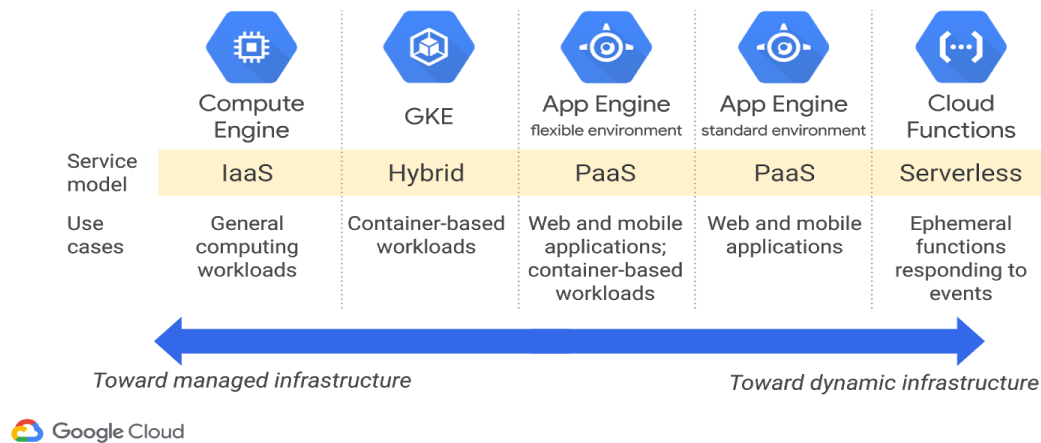 Compute
Engine
GKE
App Engine
flexible environment
App Engine
standard environment
Cloud
Functions
Service
model
IaaS
Hybrid
PaaS
PaaS
Serverless
Use
cases
General
computing
workloads
Container-based
workloads
Web and mobile
applications;
container-based
workloads
Web and mobile
applications
Ephemeral
functions
responding to
events
Toward managed infrastructure
Toward dynamic infrastructure
Google Cloud